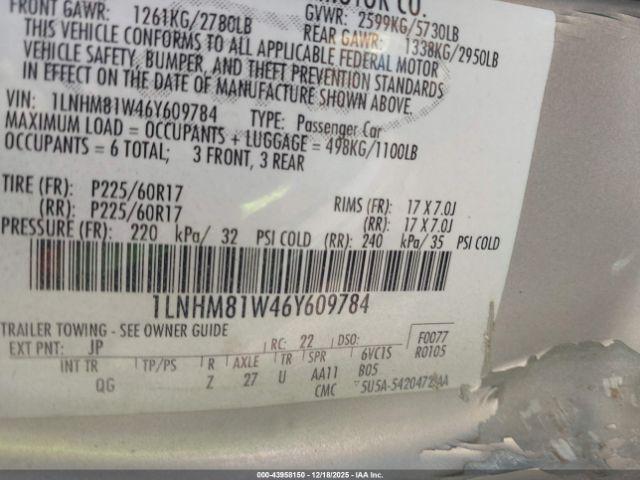 MOTOR CO.
FRONT GAWR: 1261KG/2780LB GVWR: 2599KG/5730LB
REAR GAWR: 1338KG/2950LB
THIS VEHICLE CONFORMS TO ALL APPLICABLE FEDERAL MOTOR
VEHICLE SAFETY, BUMPER, AND THEFT PREVENTION STANDARDS
IN EFFECT ON THE DATE OF MANUFACTURE SHOWN ABOVE.
VIN: 1LNHM81W46Y609784 TYPE: Passenger Car
MAXIMUM LOAD = OCCUPANTS + LUGGAGE = 498KG/1100LB
OCCUPANTS = 6 TOTAL; 3 FRONT, 3 REAR
TIRE (FR): P225/60R17 RIMS (FR): 17 X 7.0J
(RR): P225/60R17 (RR): 17 X 7.0J
PRESSURE (FR): 220 kPa/ 32 PSI COLD (RR): 240 kPa/ 35 PSI COLD
1LNHM81W46Y609784
TRAILER TOWING - SEE OWNER GUIDE
EXT PNT: JP RC: 22 DSO: F0077
R0105
INT TR TP/PS R AXLE TR SPR 6VC1S
QG Z 27 U AA11 B05
CMC 5U5A-5420472-AA
000-43958150 - 12/18/2025 - IAA Inc.